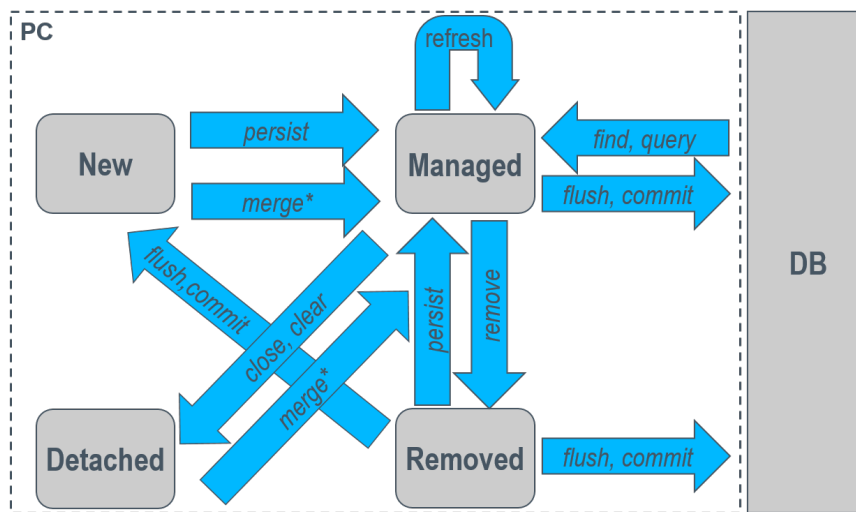 PC
refresh
persist
find, query
New
Managed
merge*
flush, commit
DB
flush,commit
close, clear
persist
remove
merge*
Detached
Removed
flush, commit